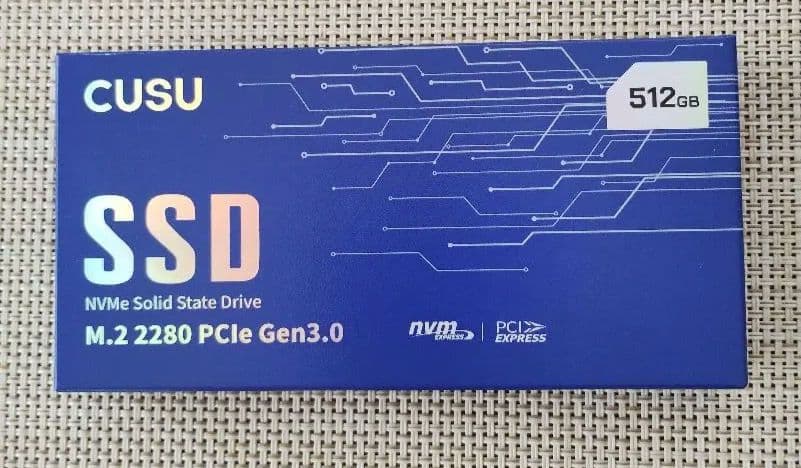 CUSU
512GB
SSD
NVMe Solid State Drive
M.2 2280 PCIe Gen3.0
nvm EXPRESS | PCI EXPRESS